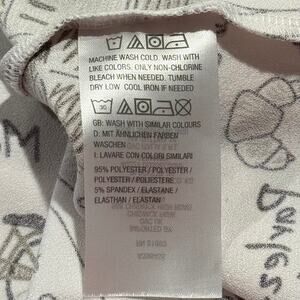 MACHINE WASH COLD. WASH WITH
LIKE COLORS. ONLY NON-CHLORINE
BLEACH WHEN NEEDED. TUMBLE
DRY LOW. COOL IRON IF NEEDED
30
GB: WASH WITH SIMILAR COLOURS
D: MIT ÄHNLICHEN FARBEN
WASCHEN
I: LAVARE CON COLORI SIMILARI
95% POLYESTER / POLYESTER /
POLYESTER / POLIESTERE
5% SPANDEX / ELASTANE /
ELASTHAN / ELASTAN